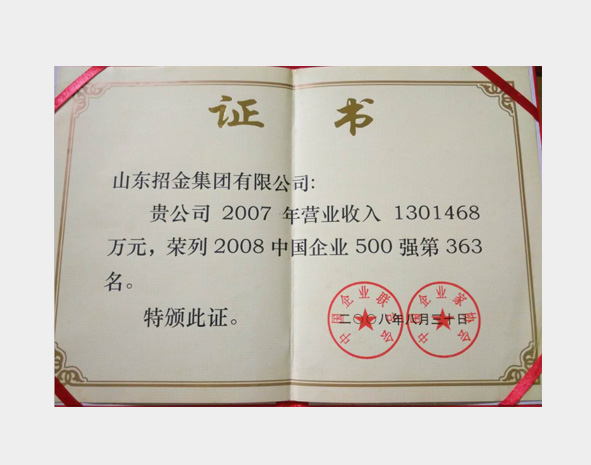 证书
山东招金集团有限公司:
贵公司 2007 年营业收入 1301468
万元，荣列 2008 中国企业 500 强第 363
名。
特颁此证。
中国企业联合会
中国企业家协会
二〇〇八年八月三十日